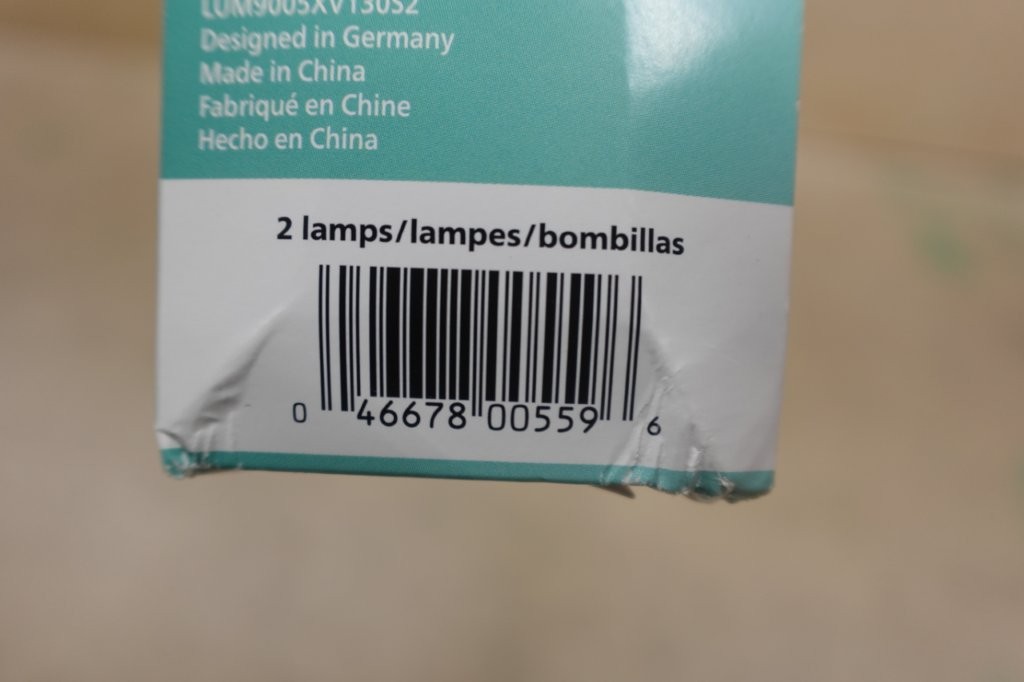 LUM9005XV130S2
Designed in Germany
Made in China
Fabriqué en Chine
Hecho en China
2 lamps/lampes/bombillas
0 46678 00559 6